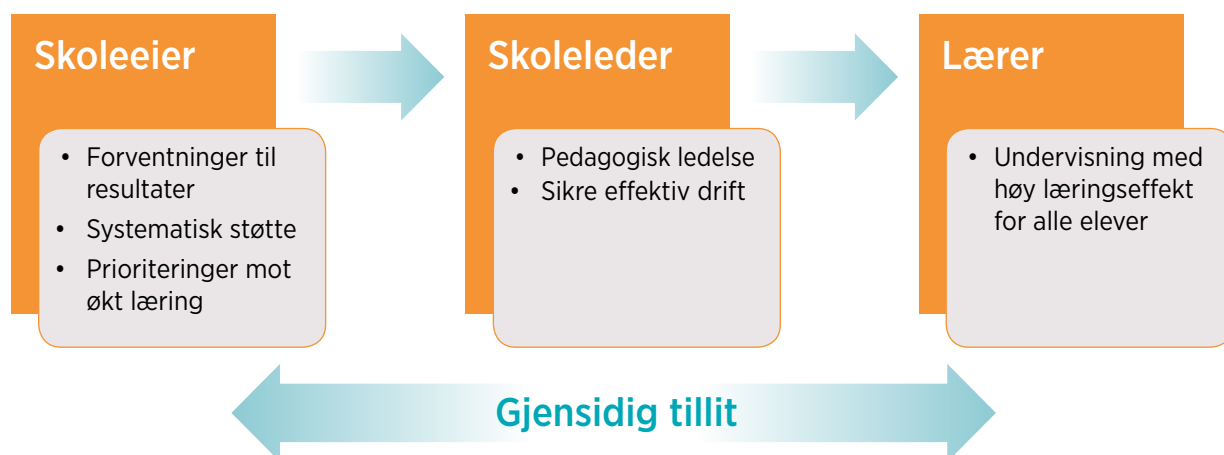 Skoleeier
• Forventninger til
resultater
• Systematisk støtte
• Prioriteringer mot
økt læring
Skoleleder
• Pedagogisk ledelse
• Sikre effektiv drift
Lærer
• Undervisning med
høy læringseffekt
for alle elever
Gjensidig tillit